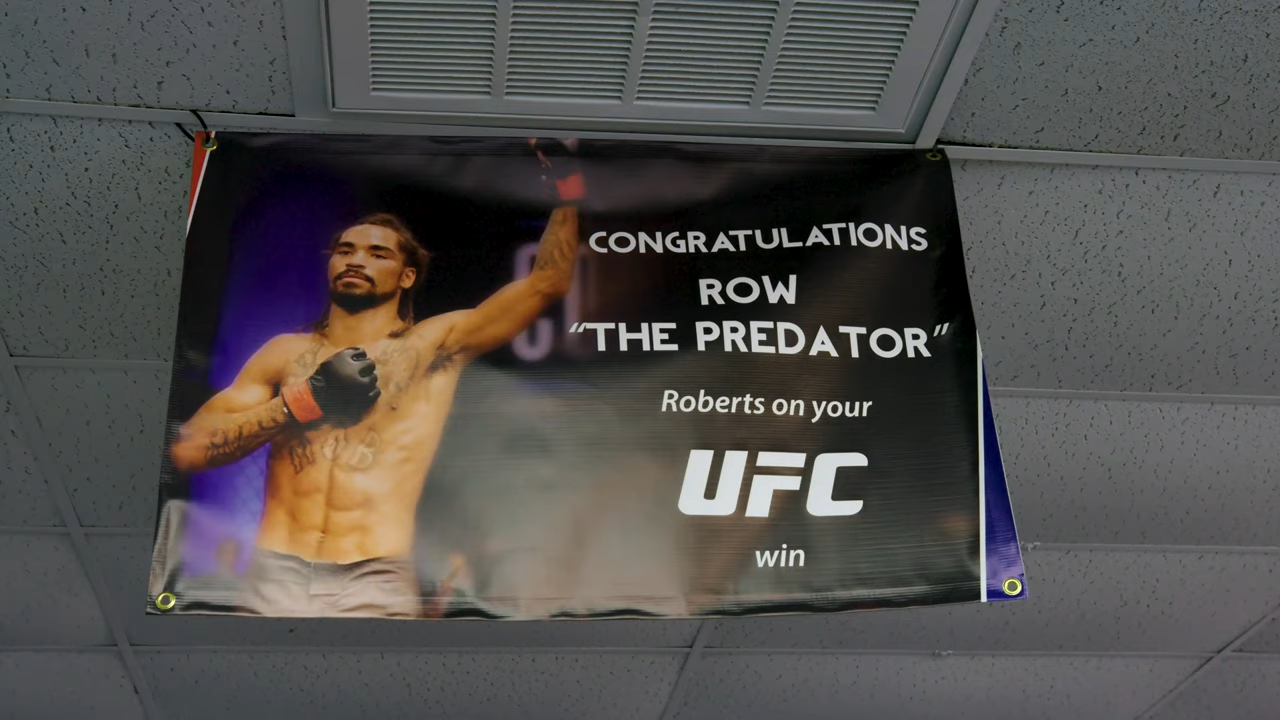 CONGRATULATIONS
ROW
“THE PREDATOR”
Roberts on your
UFC
win